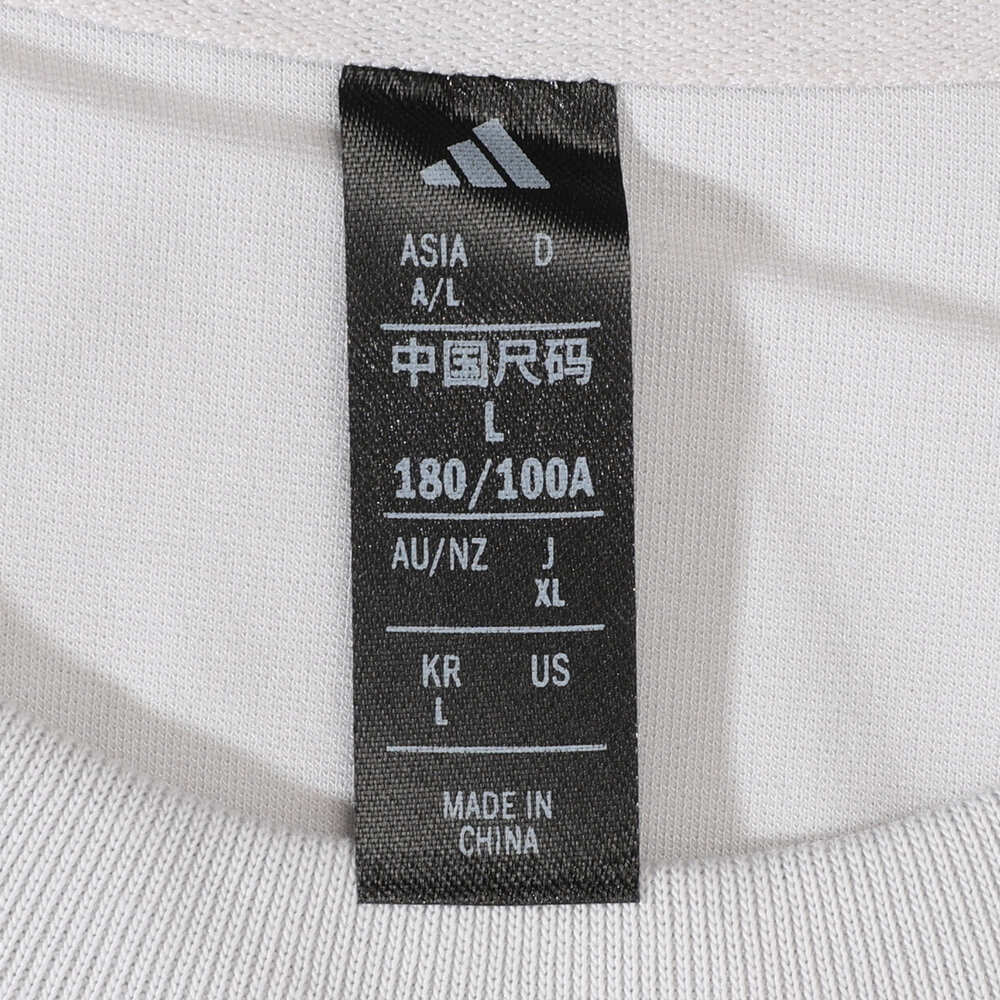 ASIA D
A/L
中国尺码
L
180/100A
AU/NZ J
XL
KR US
L
MADE IN
CHINA